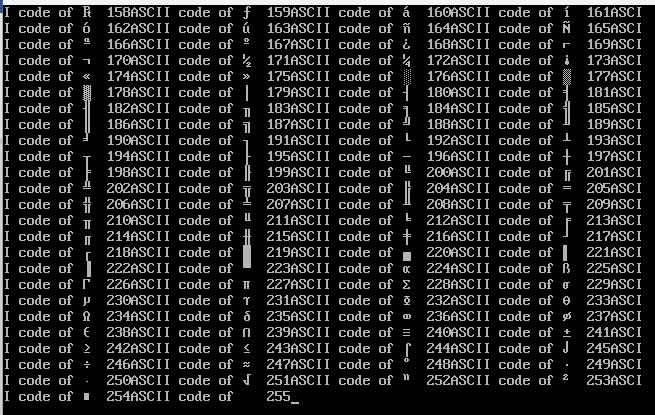 I code of ₧  158ASCII code of ƒ  159ASCII code of á  160ASCII code of í  161ASCI
I code of ó  162ASCII code of ú  163ASCII code of ñ  164ASCII code of Ñ  165ASCI
I code of ª  166ASCII code of º  167ASCII code of ¿  168ASCII code of ⌐  169ASCI
I code of ¬  170ASCII code of ½  171ASCII code of ¼  172ASCII code of ¡  173ASCI
I code of «  174ASCII code of »  175ASCII code of ░  176ASCII code of ▒  177ASCI
I code of ▓  178ASCII code of │  179ASCII code of ┤  180ASCII code of ╡  181ASCI
I code of ╢  182ASCII code of ╖  183ASCII code of ╕  184ASCII code of ╣  185ASCI
I code of ║  186ASCII code of ╗  187ASCII code of ╝  188ASCII code of ╜  189ASCI
I code of ╛  190ASCII code of ┐  191ASCII code of └  192ASCII code of ┴  193ASCI
I code of ┬  194ASCII code of ├  195ASCII code of ─  196ASCII code of ┼  197ASCI
I code of ╞  198ASCII code of ╟  199ASCII code of ╚  200ASCII code of ╔  201ASCI
I code of ╩  202ASCII code of ╦  203ASCII code of ╠  204ASCII code of ═  205ASCI
I code of ╬  206ASCII code of ╧  207ASCII code of ╨  208ASCII code of ╤  209ASCI
I code of ╥  210ASCII code of ╙  211ASCII code of ╘  212ASCII code of ╒  213ASCI
I code of ╓  214ASCII code of ╫  215ASCII code of ╪  216ASCII code of ┘  217ASCI
I code of ┌  218ASCII code of █  219ASCII code of ▄  220ASCII code of ▌  221ASCI
I code of ▐  222ASCII code of ▀  223ASCII code of α  224ASCII code of ß  225ASCI
I code of Γ  226ASCII code of π  227ASCII code of Σ  228ASCII code of σ  229ASCI
I code of µ  230ASCII code of τ  231ASCII code of Φ  232ASCII code of Θ  233ASCI
I code of Ω  234ASCII code of δ  235ASCII code of ∞  236ASCII code of φ  237ASCI
I code of ε  238ASCII code of ∩  239ASCII code of ≡  240ASCII code of ±  241ASCI
I code of ≥  242ASCII code of ≤  243ASCII code of ⌠  244ASCII code of ⌡  245ASCI
I code of ÷  246ASCII code of ≈  247ASCII code of °  248ASCII code of ∙  249ASCI
I code of ·  250ASCII code of √  251ASCII code of ⁿ  252ASCII code of ²  253ASCI
I code of ■  254ASCII code of    255_